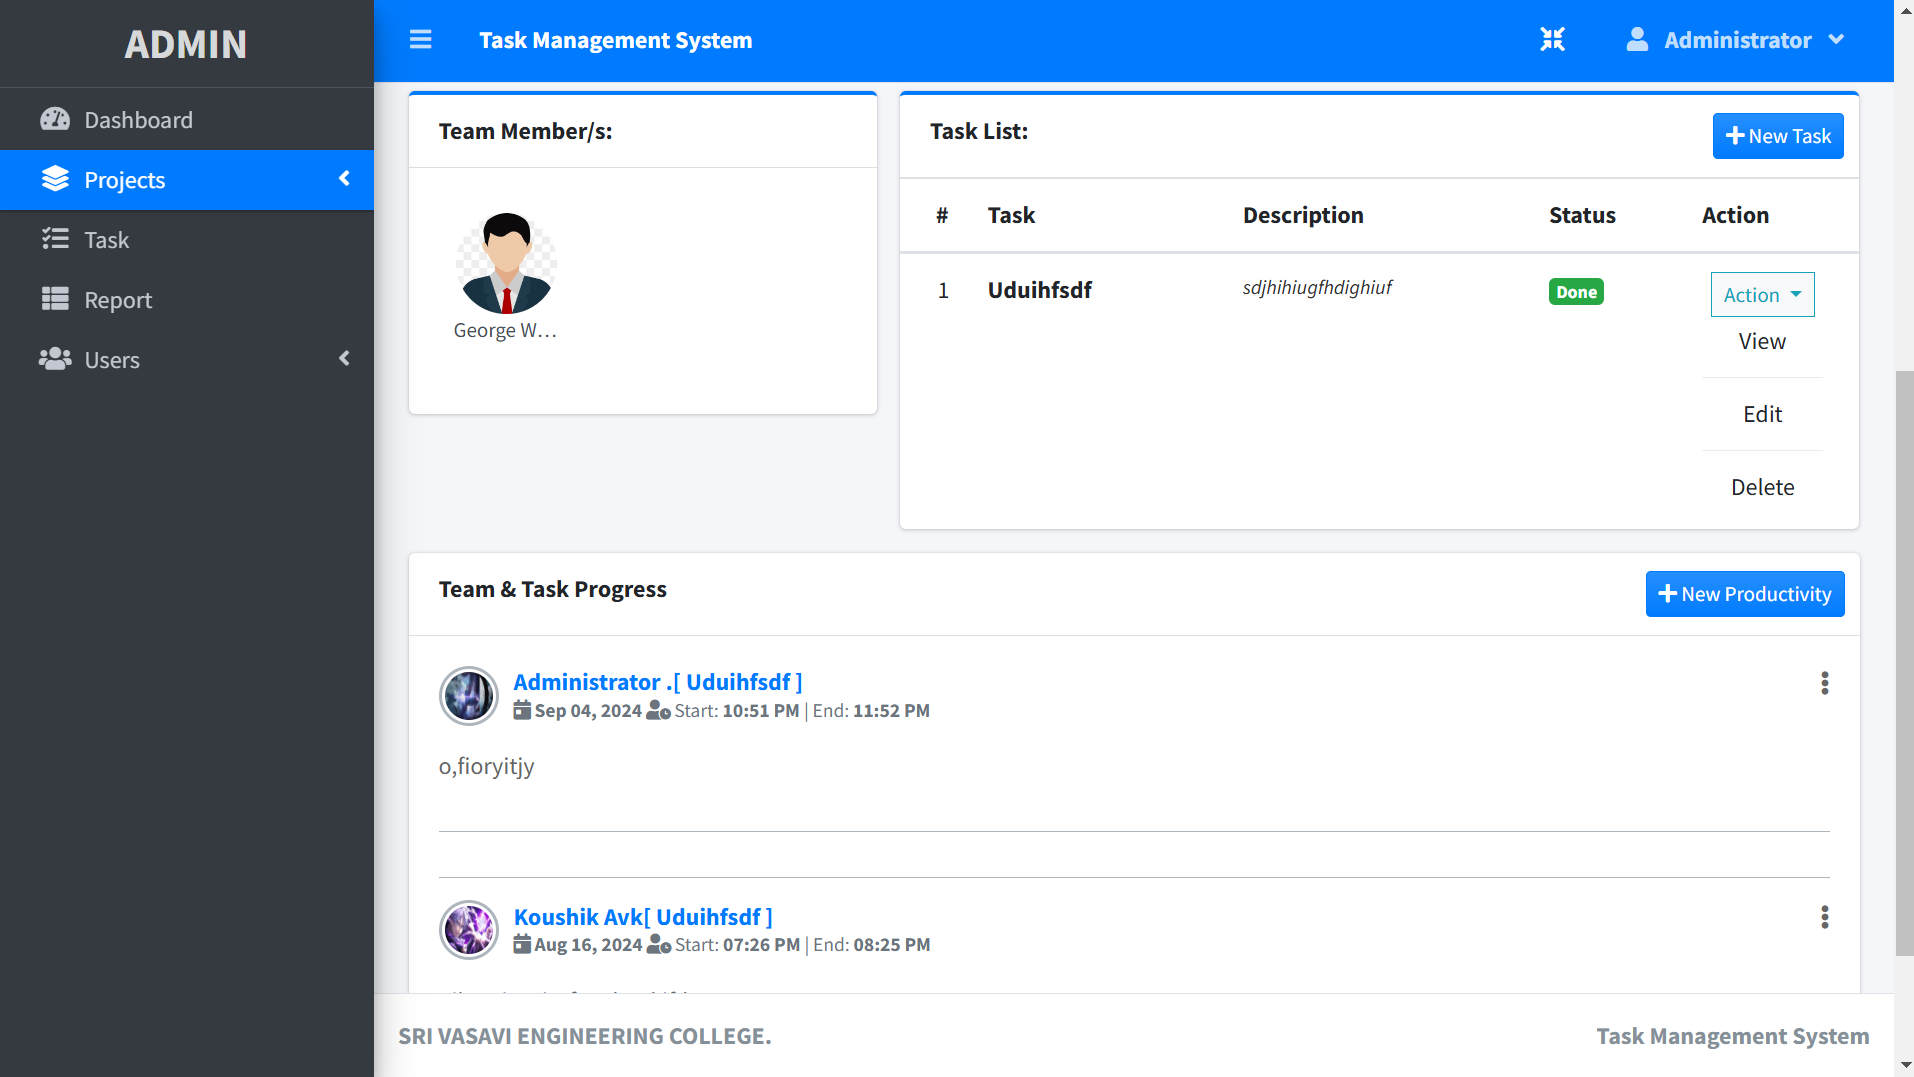 ADMIN
Dashboard
Projects
Task
Report
Users
Task Management System
Administrator
Team Member/s:
George W...
Task List:
New Task
# Task Description Status Action
1 Uduihfsdf sdjhihiugfhdighiuf Done Action
View
Edit
Delete
Team & Task Progress
New Productivity
Administrator .[ Uduihfsdf ]
Sep 04, 2024 Start: 10:51 PM | End: 11:52 PM
o,fioryitjy
Koushik Avk[ Uduihfsdf ]
Aug 16, 2024 Start: 07:26 PM | End: 08:25 PM
SRI VASAVI ENGINEERING COLLEGE.
Task Management System